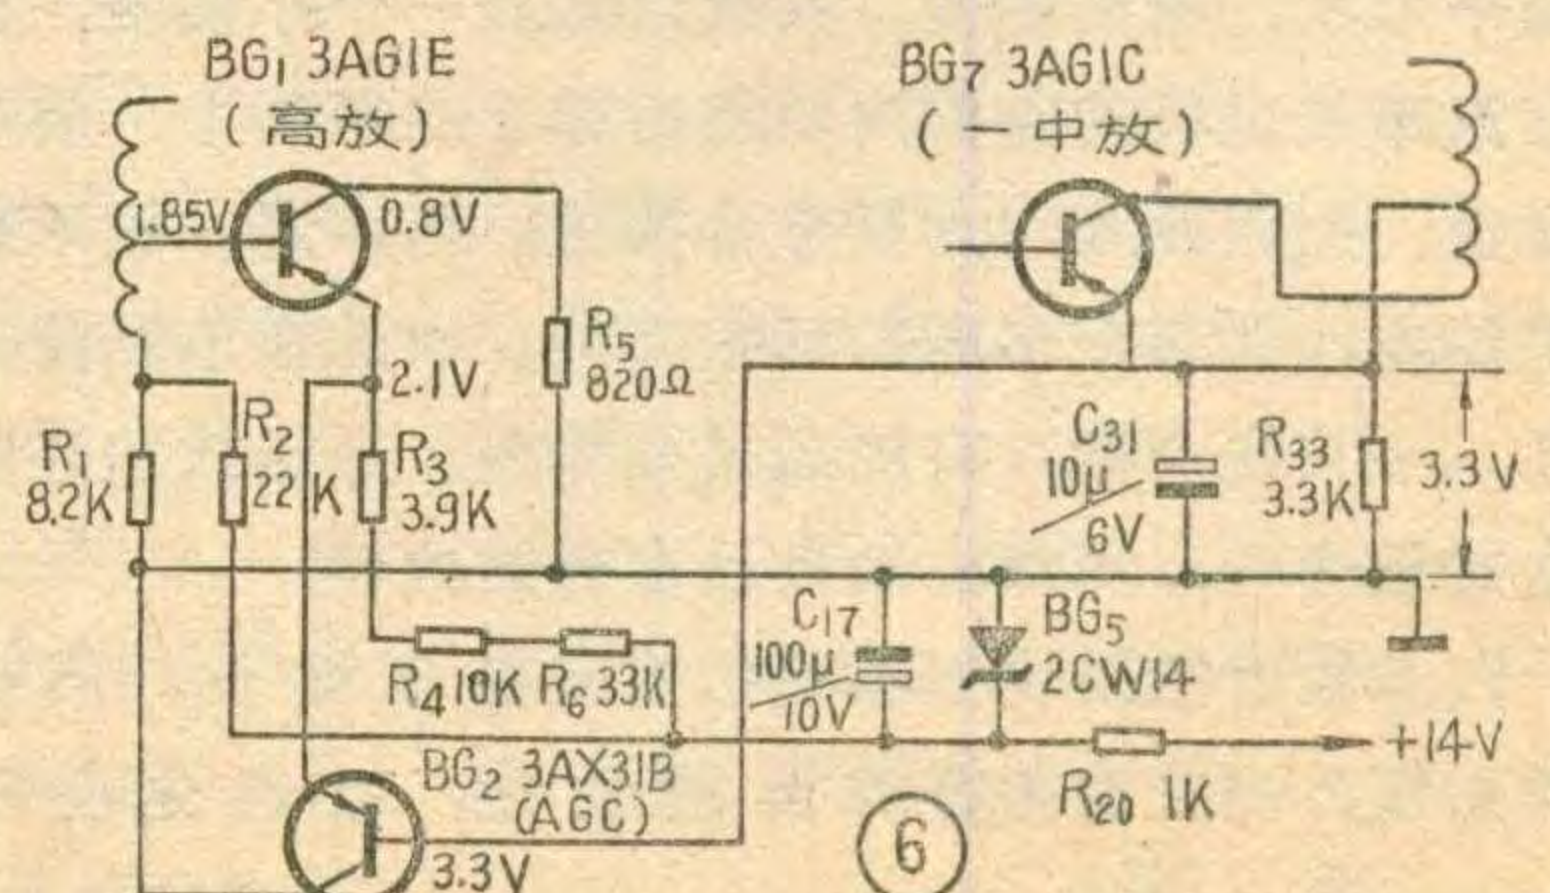 BG₁ 3AG1E
(高放)
BG₇ 3AG1C
(一中放)
1.85V
0.8V
R₅
820Ω
2.1V
R₁
8.2K
R₂
22K
R₃
3.9K
C₃₁
10μ
6V
R₃₃
3.3K
3.3V
C₁₇
100μ
10V
BG₅
2CW14
R₄ 10K R₆ 33K
+14V
BG₂ 3AX31B
(AGC)
R₂₀ 1K
3.3V
6